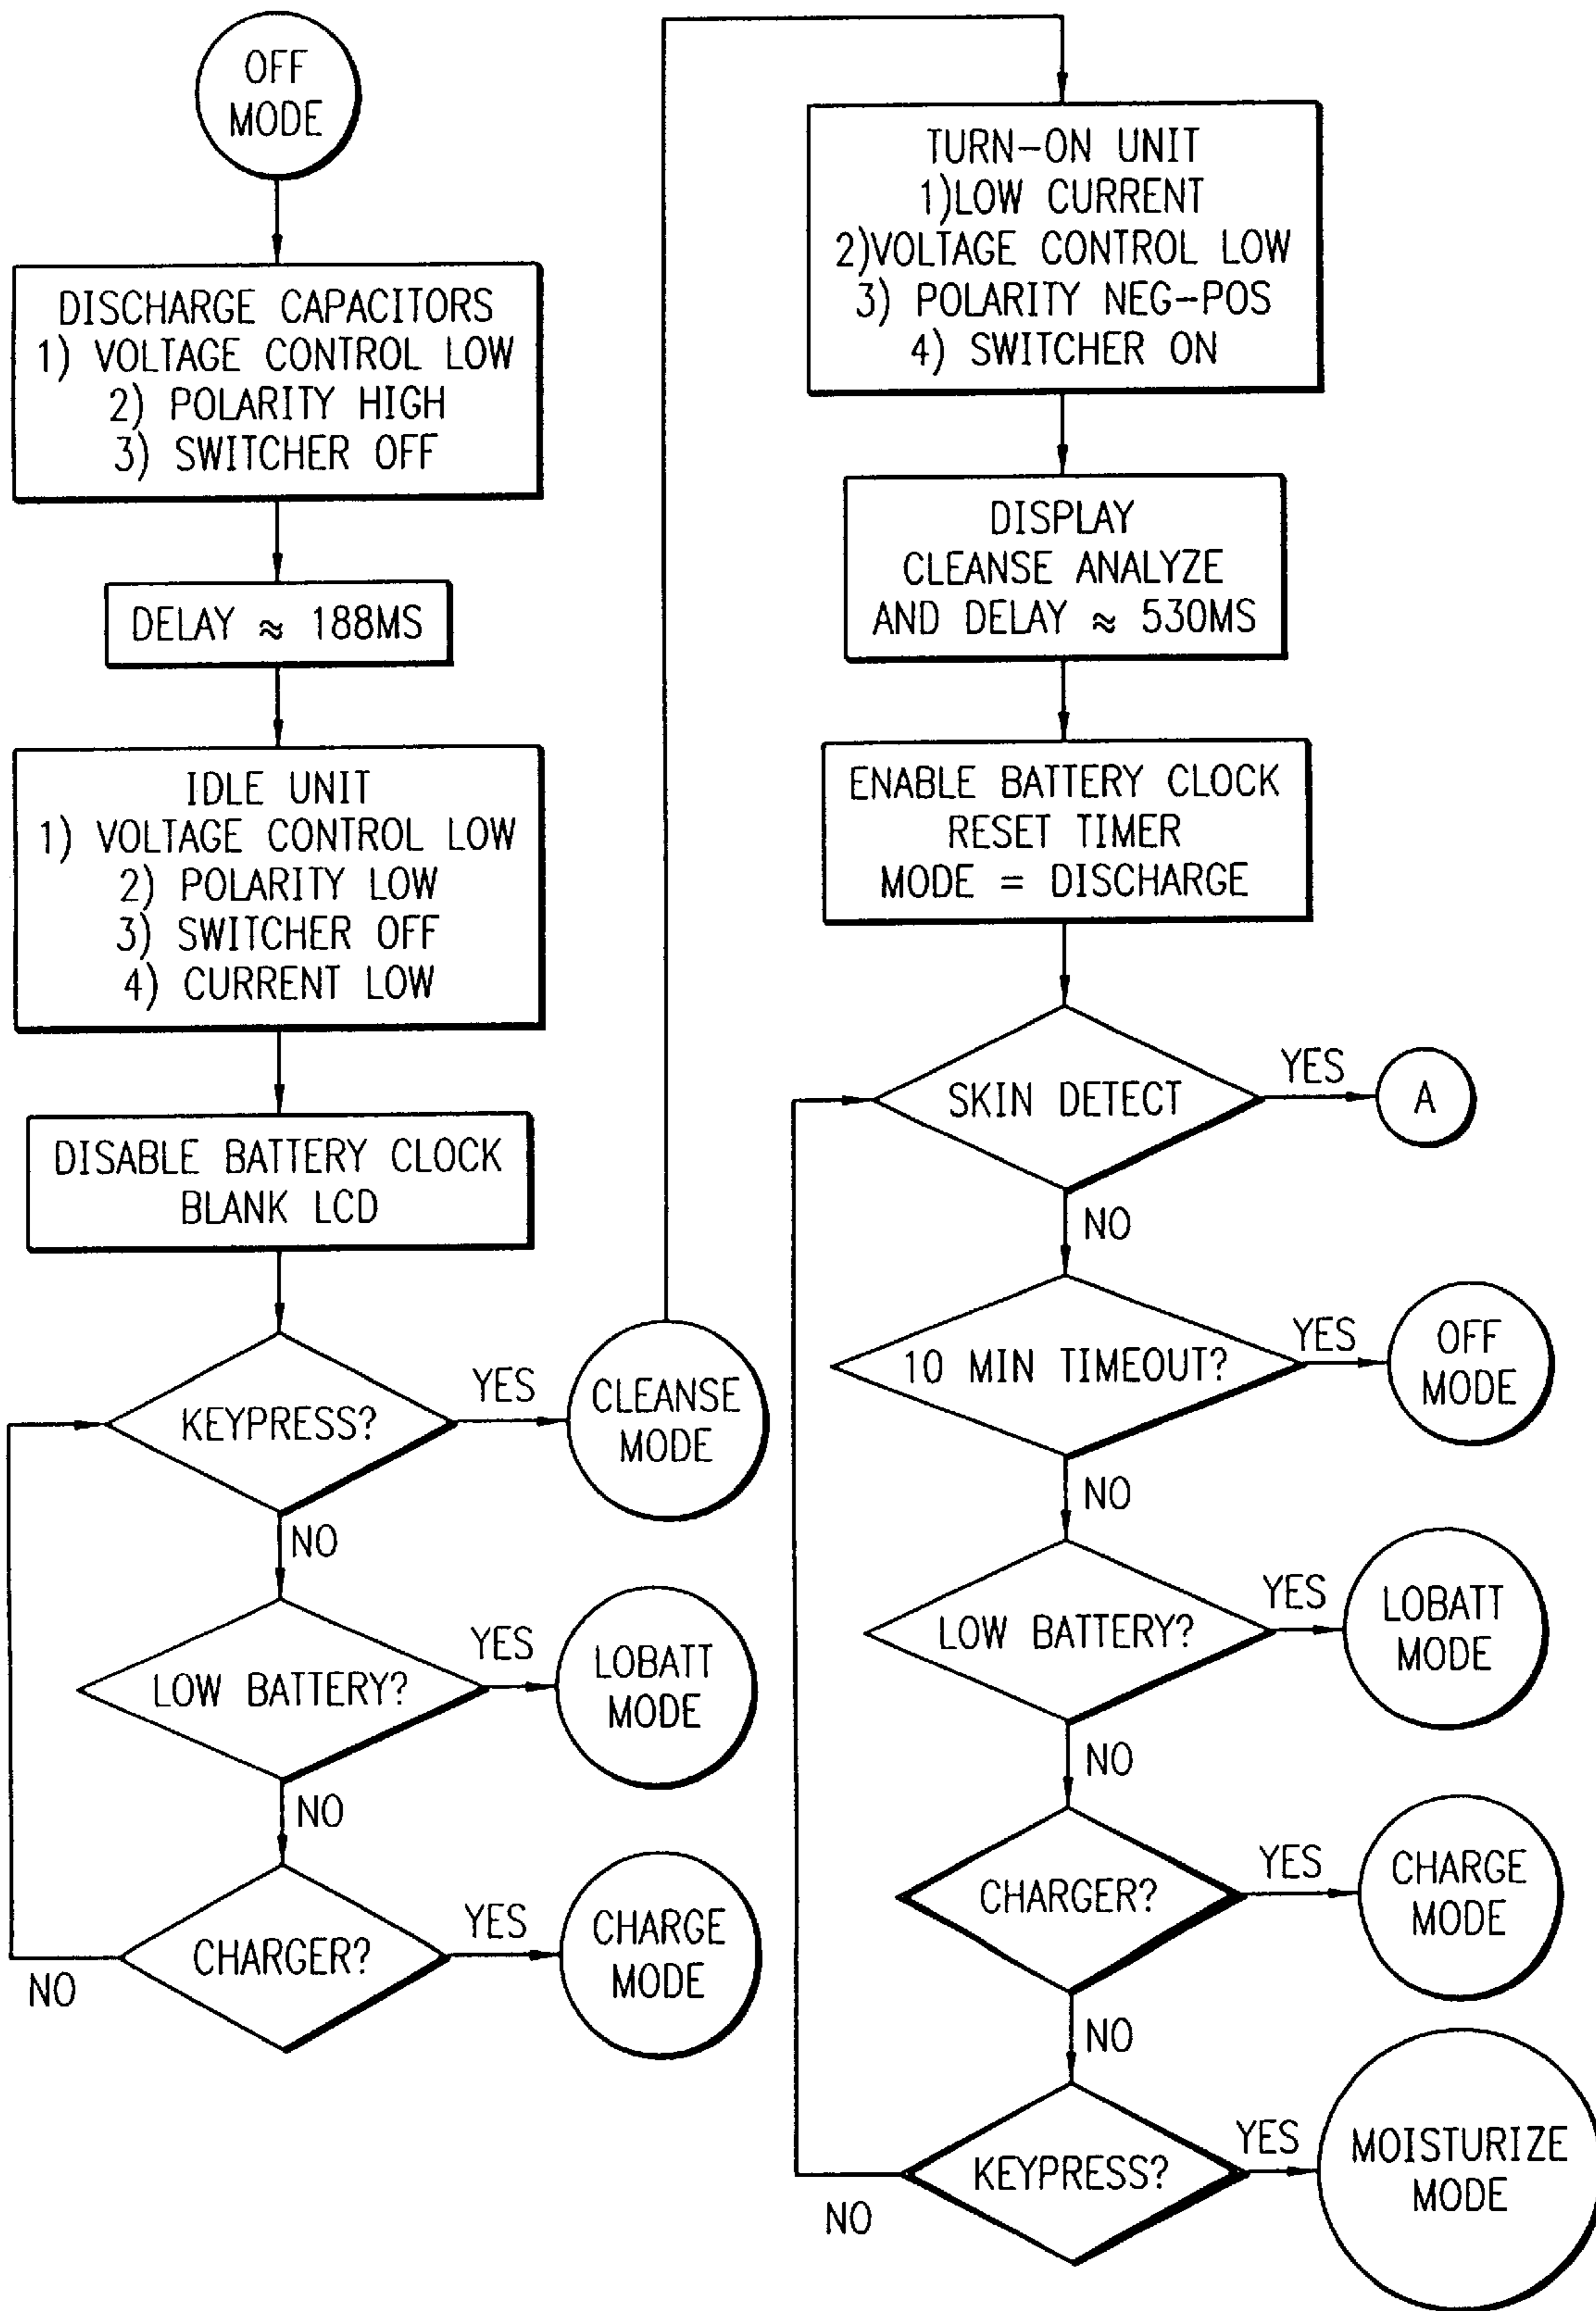 OFF
MODE
DISCHARGE CAPACITORS
1) VOLTAGE CONTROL LOW
2) POLARITY HIGH
3) SWITCHER OFF
DELAY ≈ 188MS
IDLE UNIT
1) VOLTAGE CONTROL LOW
2) POLARITY LOW
3) SWITCHER OFF
4) CURRENT LOW
DISABLE BATTERY CLOCK
BLANK LCD
KEYPRESS?
YES
CLEANSE
MODE
NO
LOW BATTERY?
YES
LOBATT
MODE
NO
CHARGER?
YES
CHARGE
MODE
NO
TURN-ON UNIT
1)LOW CURRENT
2)VOLTAGE CONTROL LOW
3) POLARITY NEG-POS
4) SWITCHER ON
DISPLAY
CLEANSE ANALYZE
AND DELAY ≈ 530MS
ENABLE BATTERY CLOCK
RESET TIMER
MODE = DISCHARGE
SKIN DETECT
YES
A
NO
10 MIN TIMEOUT?
YES
OFF
MODE
NO
LOW BATTERY?
YES
LOBATT
MODE
NO
CHARGER?
YES
CHARGE
MODE
NO
KEYPRESS?
YES
MOISTURIZE
MODE
NO